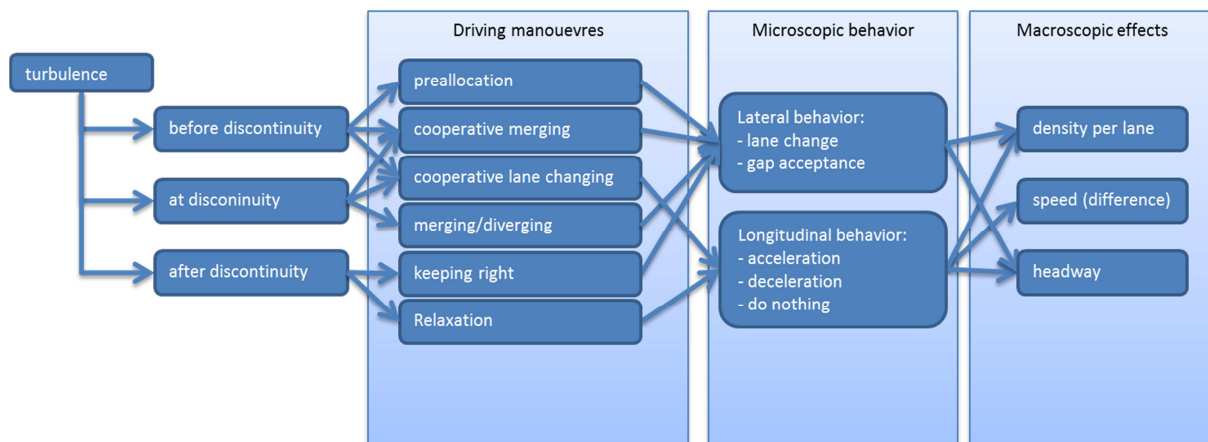 Driving manouevres
Microscopic behavior
Macroscopic effects
turbulence
before discontinuity
at disconinuity
after discontinuity
preallocation
cooperative merging
cooperative lane changing
merging/diverging
keeping right
Relaxation
Lateral behavior:
- lane change
- gap acceptance
Longitudinal behavior:
- acceleration
- deceleration
- do nothing
density per lane
speed (difference)
headway